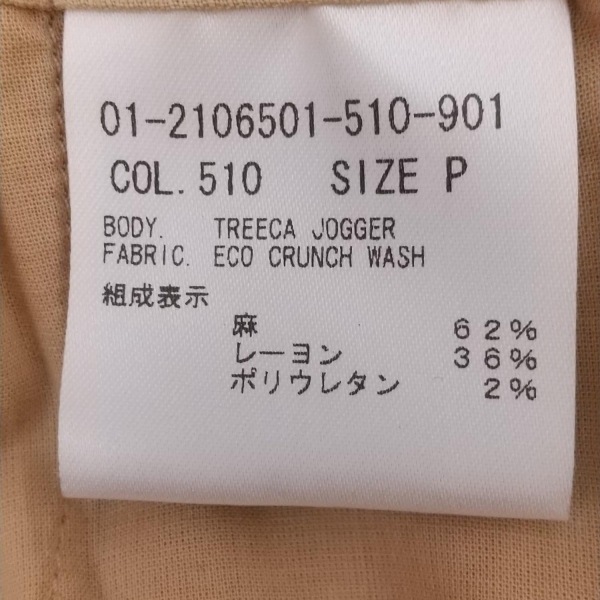 01-2106501-510-901
COL.510 SIZE P
BODY. TREECA JOGGER
FABRIC. ECO CRUNCH WASH
組成表示
麻 62%
レーヨン 36%
ポリウレタン 2%